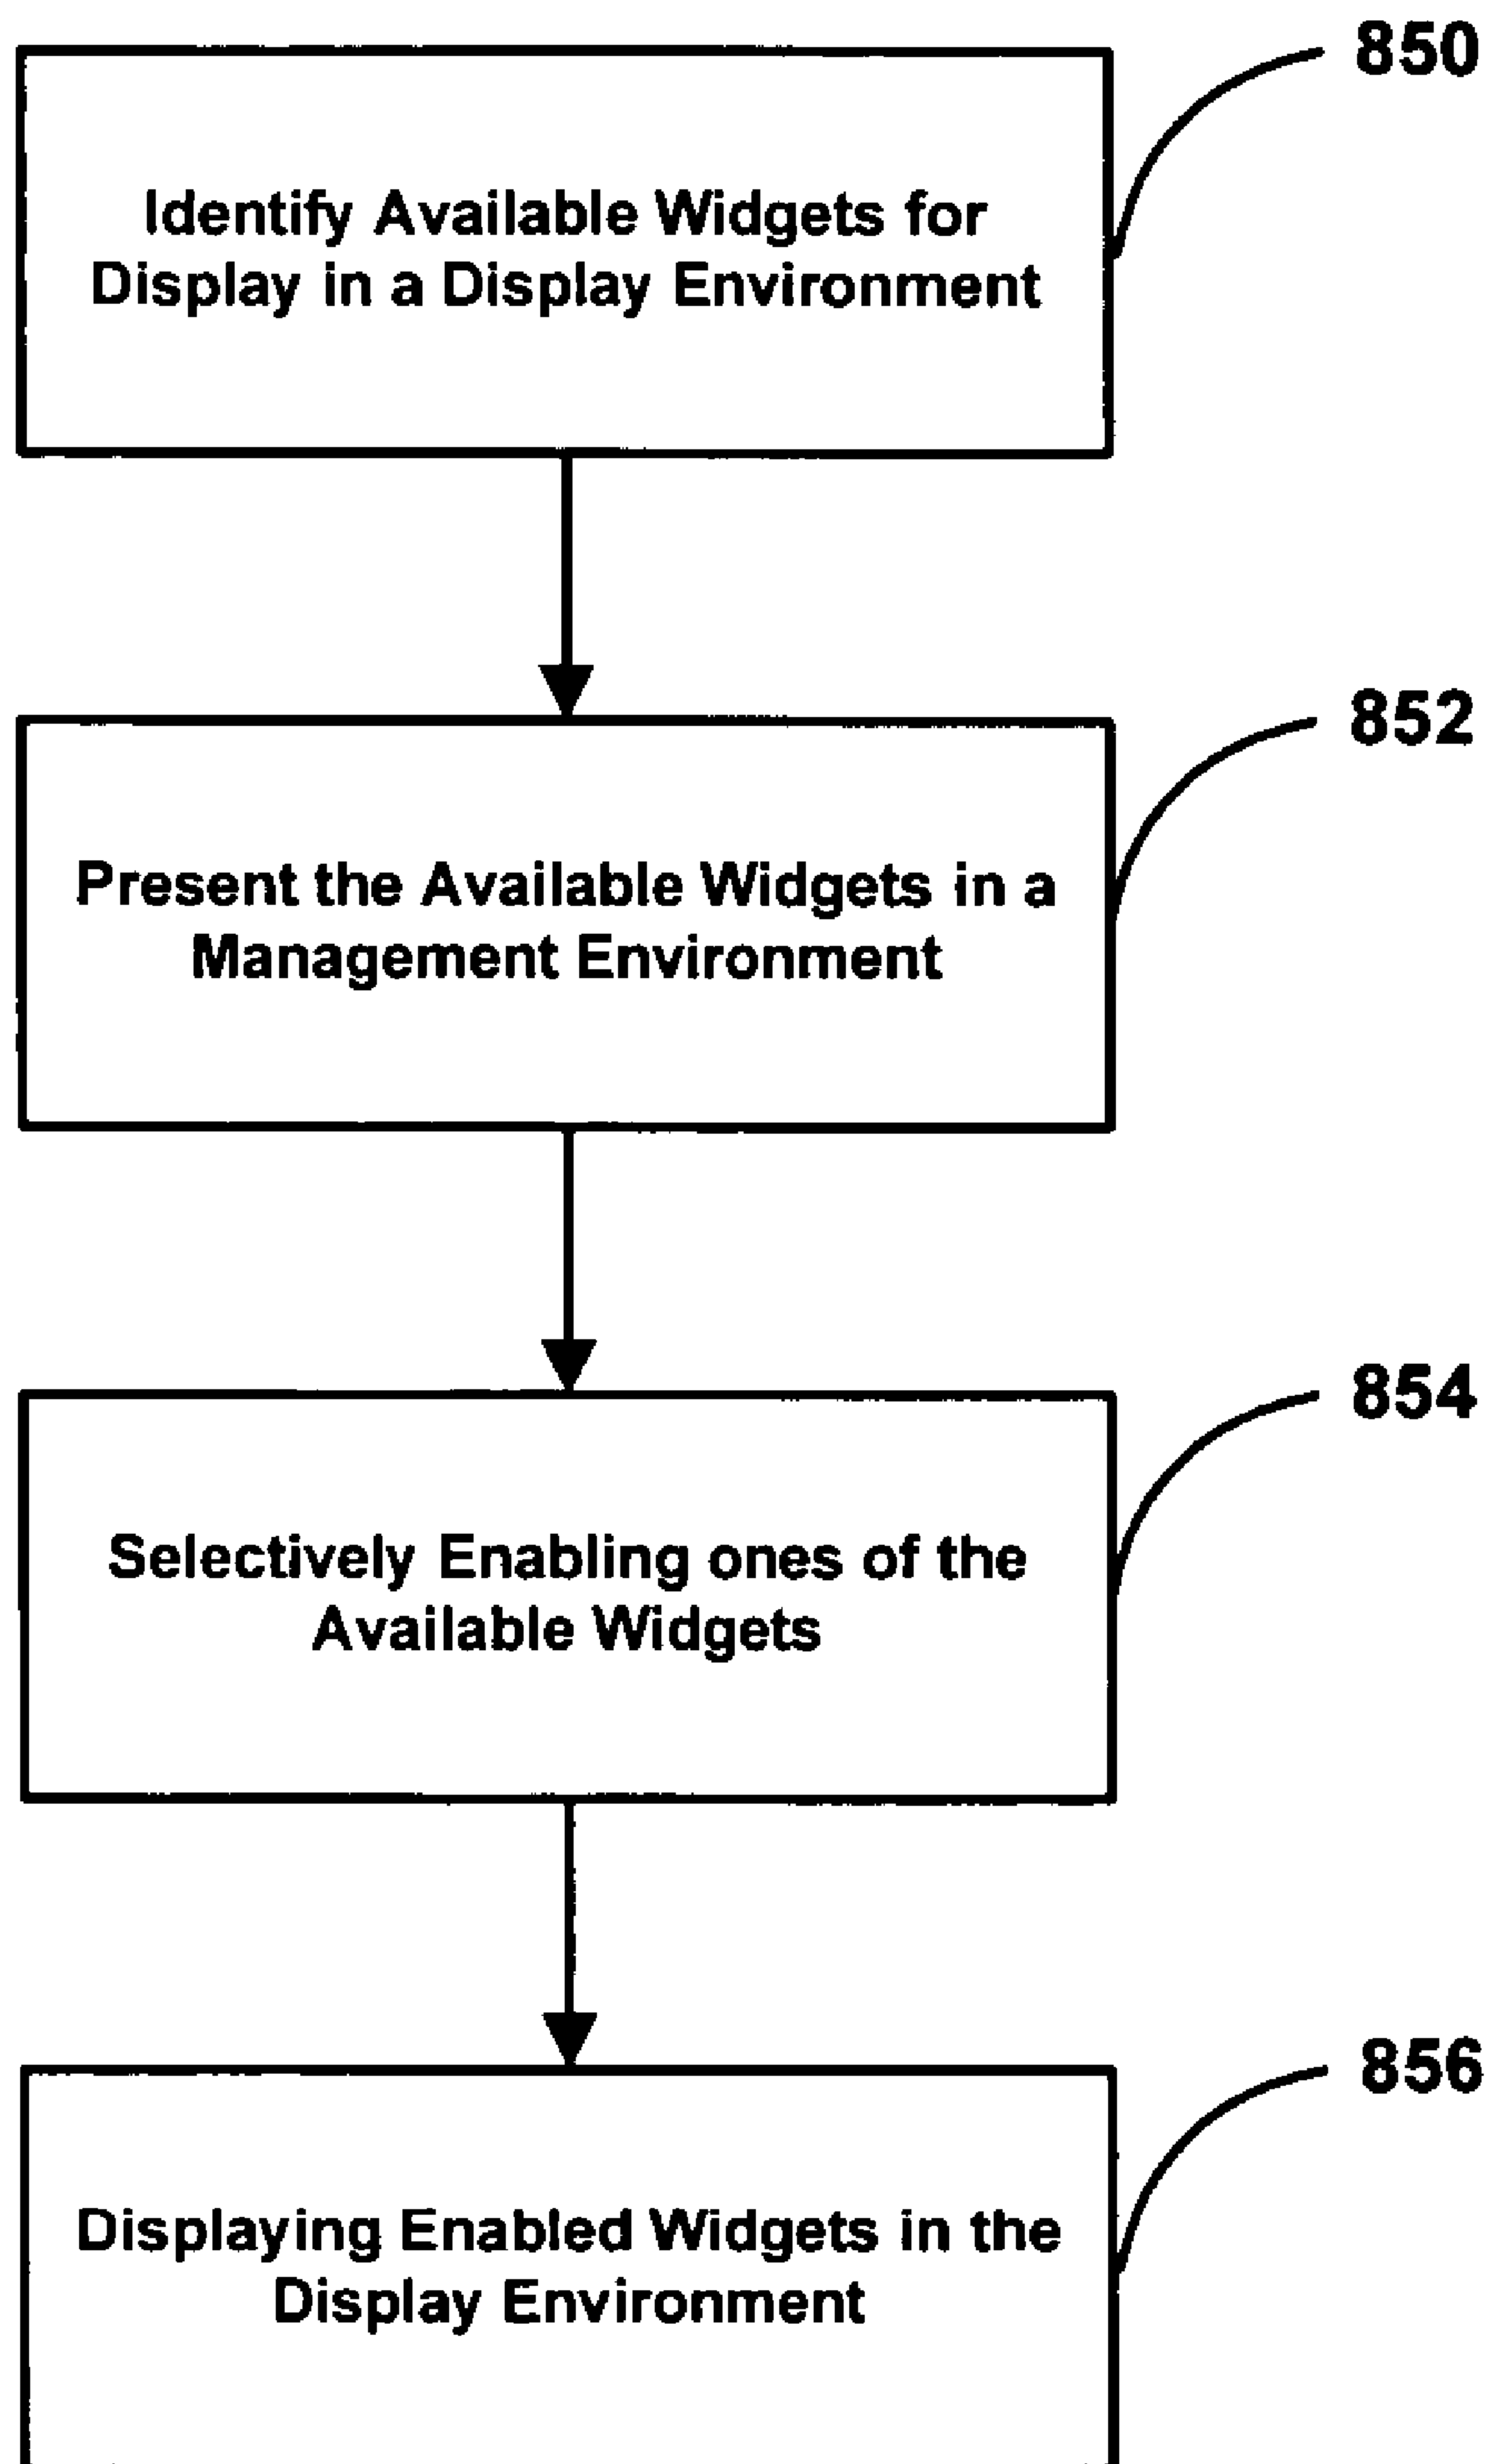 850
Identify Available Widgets for
Display in a Display Environment
852
Present the Available Widgets in a
Management Environment
854
Selectively Enabling ones of the
Available Widgets
856
Displaying Enabled Widgets in the
Display Environment